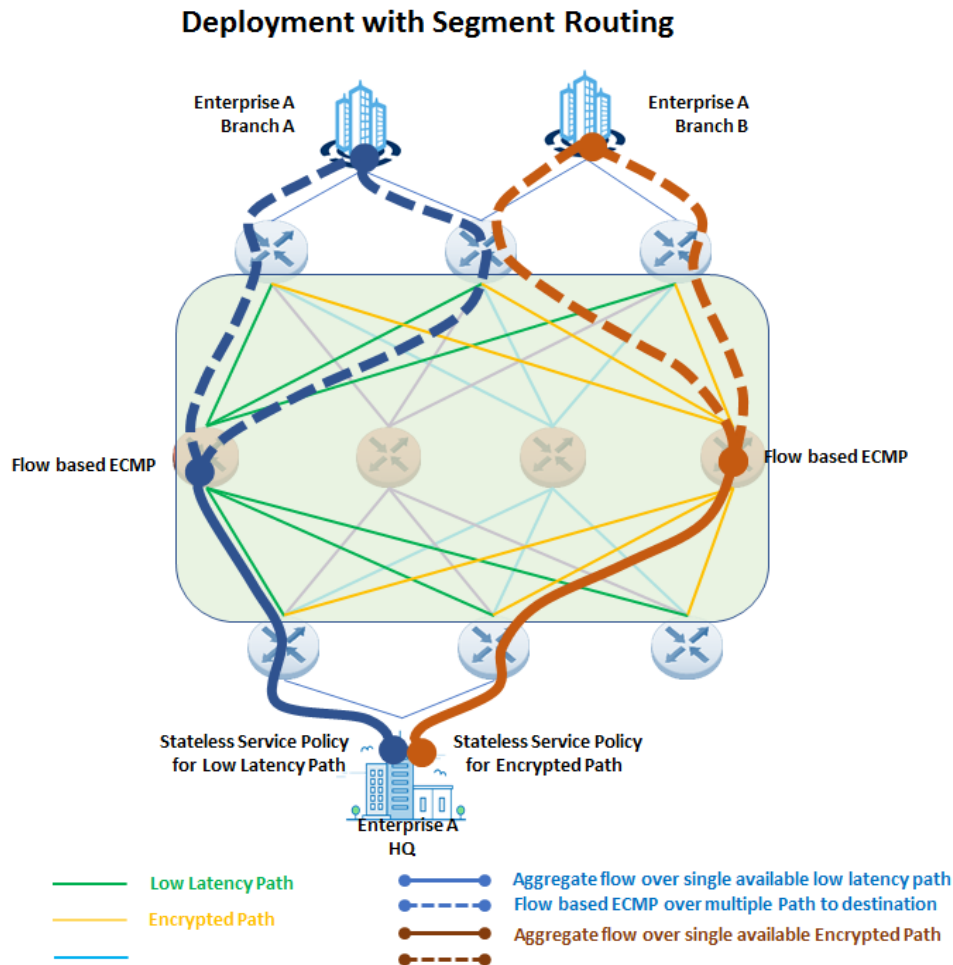 Deployment with Segment Routing
Enterprise A
Branch A
Enterprise A
Branch B
Flow based ECMP
Flow based ECMP
Stateless Service Policy
for Low Latency Path
Stateless Service Policy
for Encrypted Path
Enterprise A
HQ
Low Latency Path
Encrypted Path
Aggregate flow over single available low latency path
Flow based ECMP over multiple Path to destination
Aggregate flow over single available Encrypted Path